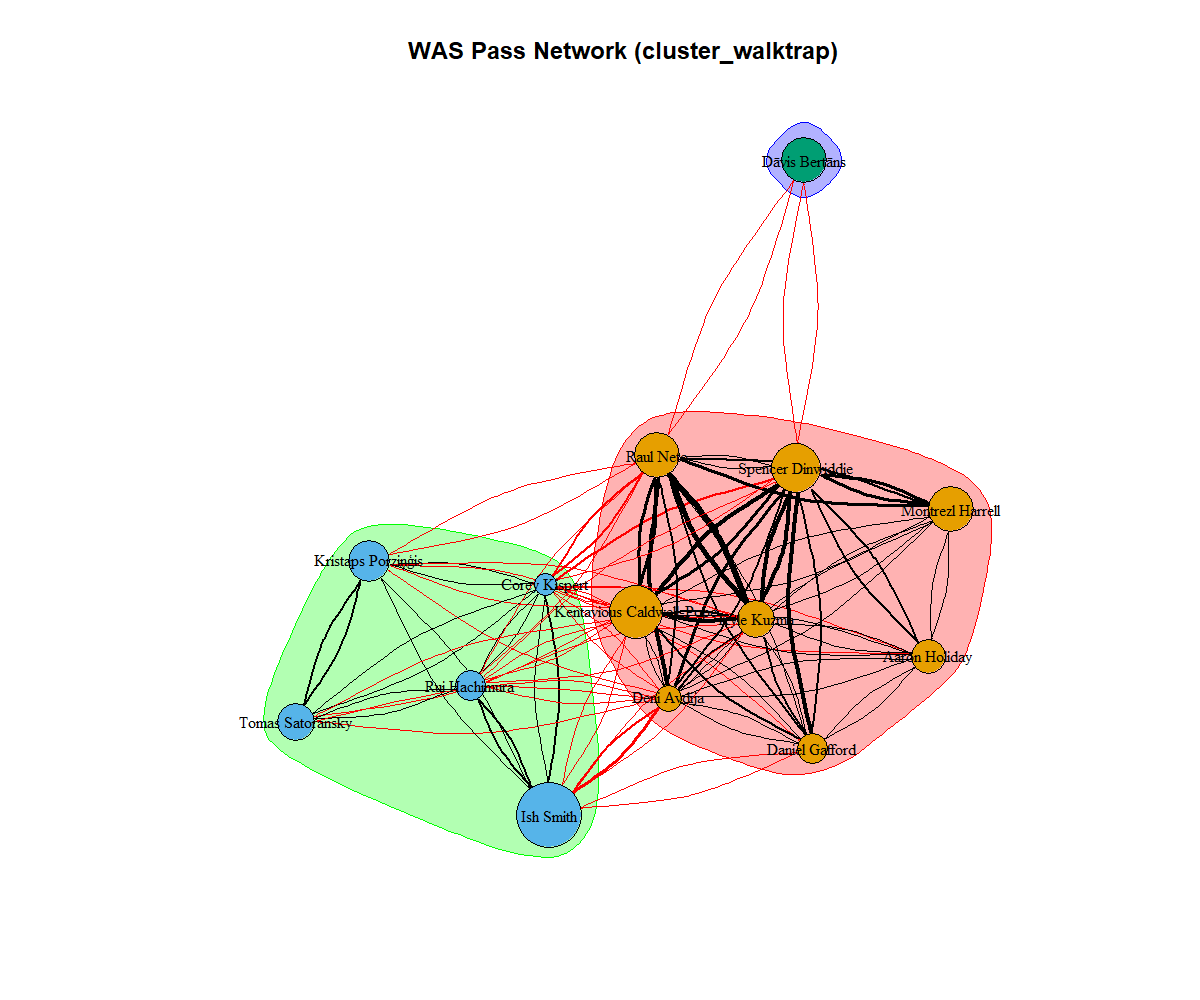 WAS Pass Network (cluster_walktrap)
Dāvis Bertāns
Raul Neto
Spencer Dinwiddie
Montrezl Harrell
Kristaps Porziņģis
Corey Kispert
Kentavious Caldwell-Pope
Kyle Kuzma
Aaron Holiday
Rui Hachimura
Deni Avdija
Tomas Satoransky
Daniel Gafford
Ish Smith